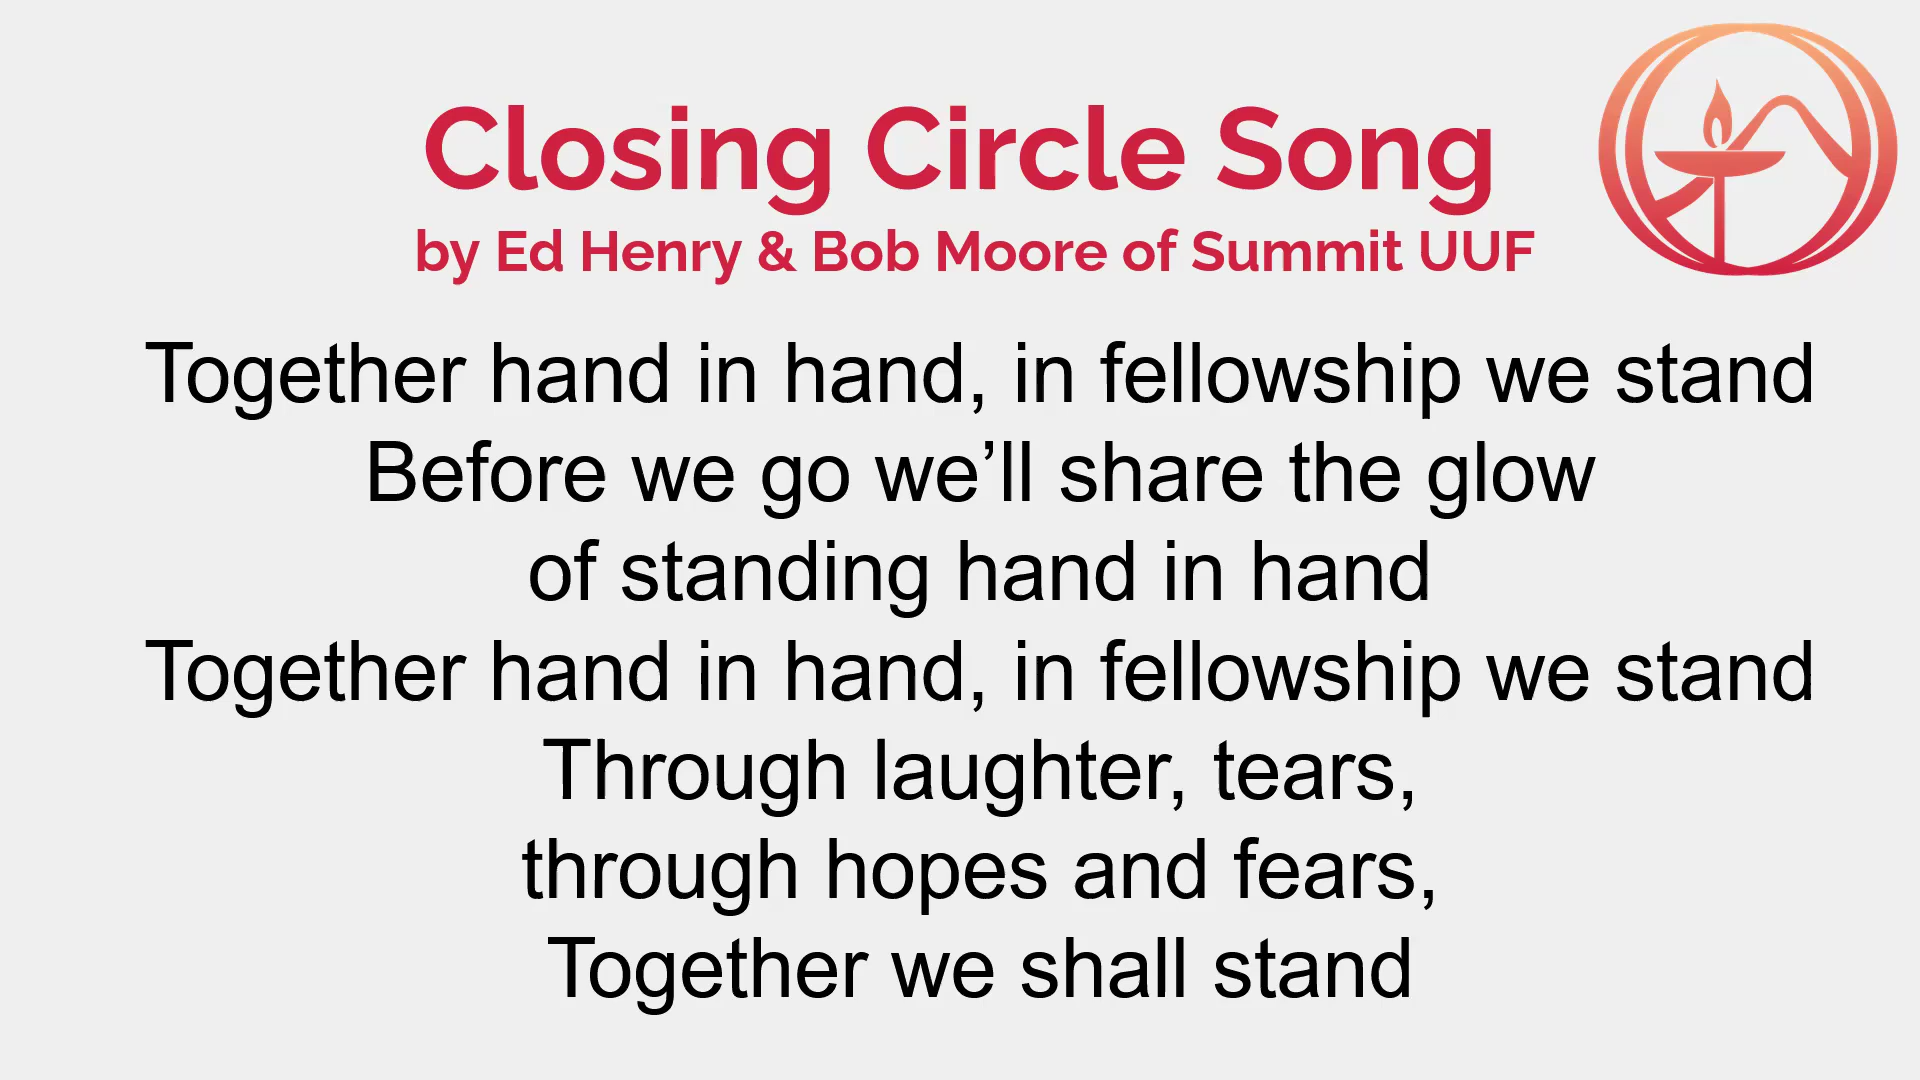 Closing Circle Song
by Ed Henry & Bob Moore of Summit UUF
Together hand in hand, in fellowship we stand
Before we go we’ll share the glow
of standing hand in hand
Together hand in hand, in fellowship we stand
Through laughter, tears,
through hopes and fears,
Together we shall stand